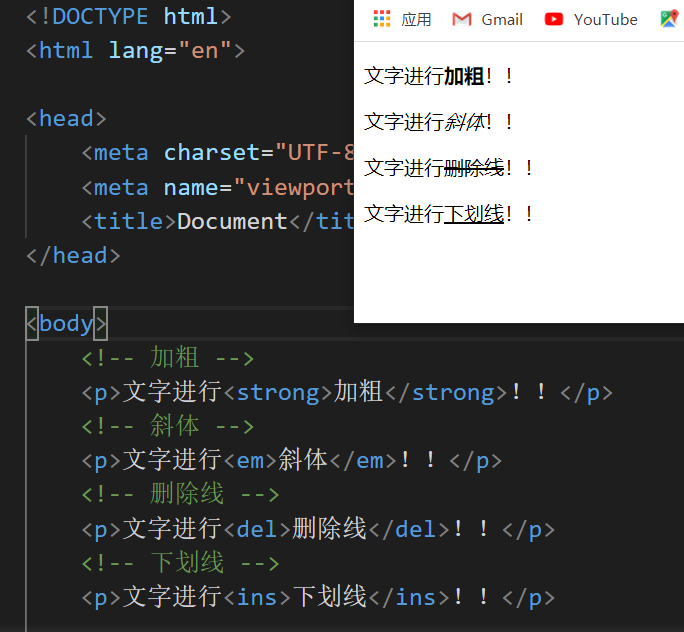 <!DOCTYPE html>
<html lang="en">
<head>
<meta charset="UTF-8
<meta name="viewport
<title>Document</tit
</head>
<body>
<!-- 加粗 -->
<p>文字进行<strong>加粗</strong>！！</p>
<!-- 斜体 -->
<p>文字进行<em>斜体</em>！！</p>
<!-- 删除线 -->
<p>文字进行<del>删除线</del>！！</p>
<!-- 下划线 -->
<p>文字进行<ins>下划线</ins>！！</p>
应用 Gmail YouTube
文字进行加粗！！
文字进行斜体！！
文字进行删除线！！
文字进行下划线！！